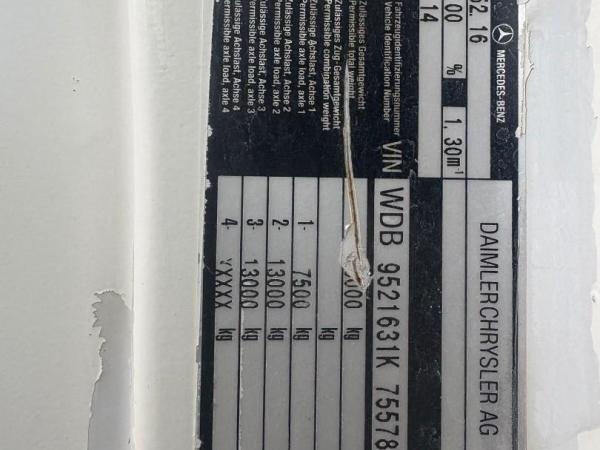 MERCEDES-BENZ DAIMLERCHRYSLER AG
62.16
00 % 1,30m⁻¹
14
Fahrzeugidentifizierungsnummer
Vehicle Identification Number
VIN WDB 9521631K 75578
Zulässiges Gesamtgewicht
Permissible total weight
000 kg
Zulässiges Zug-Gesamtgewicht
Permissible combination weight
kg
Zulässige Achslast, Achse 1
Permissible axle load, axle 1
1- 7500 kg
Zulässige Achslast, Achse 2
Permissible axle load, axle 2
2- 13000 kg
Zulässige Achslast, Achse 3
Permissible axle load, axle 3
3- 13000 kg
Zulässige Achslast, Achse 4
Permissible axle load, axle 4
4- XXXXX kg